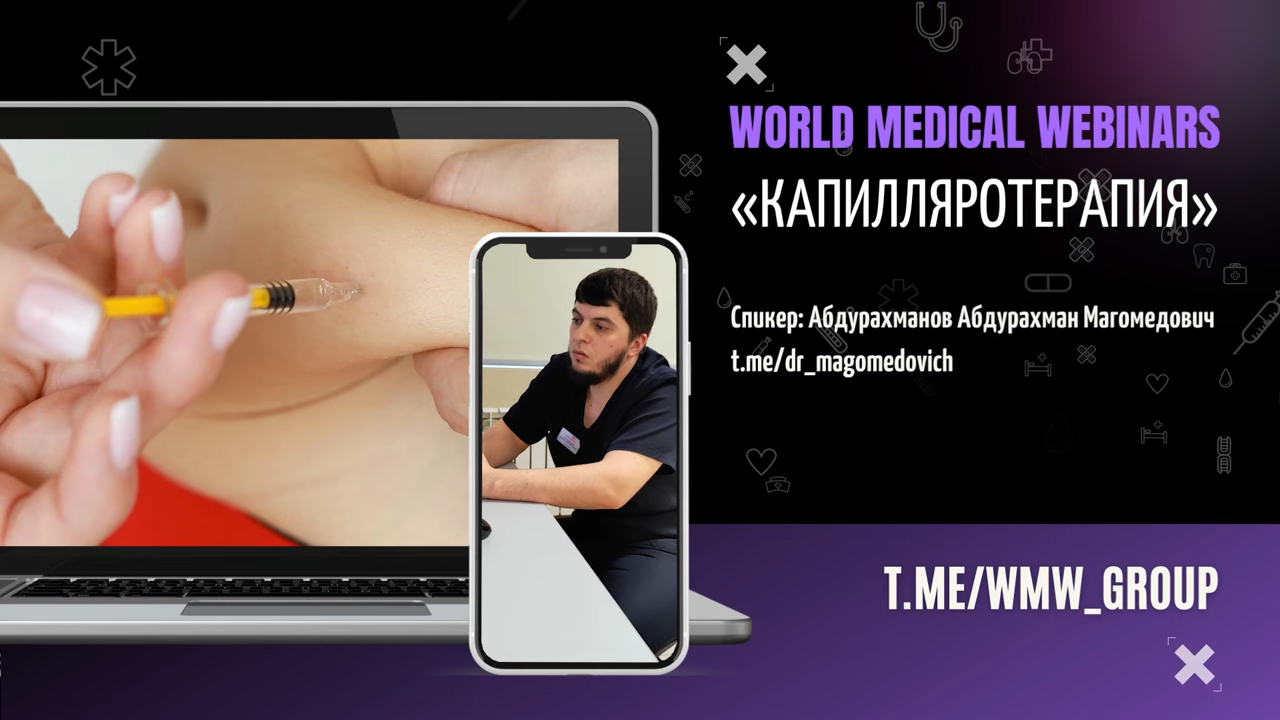 WORLD MEDICAL WEBINARS
«КАПИЛЛЯРОТЕРАПИЯ»
Спикер: Абдурахманов Абдурахман Магомедович
t.me/dr_magomedovich
T.ME/WMW_GROUP